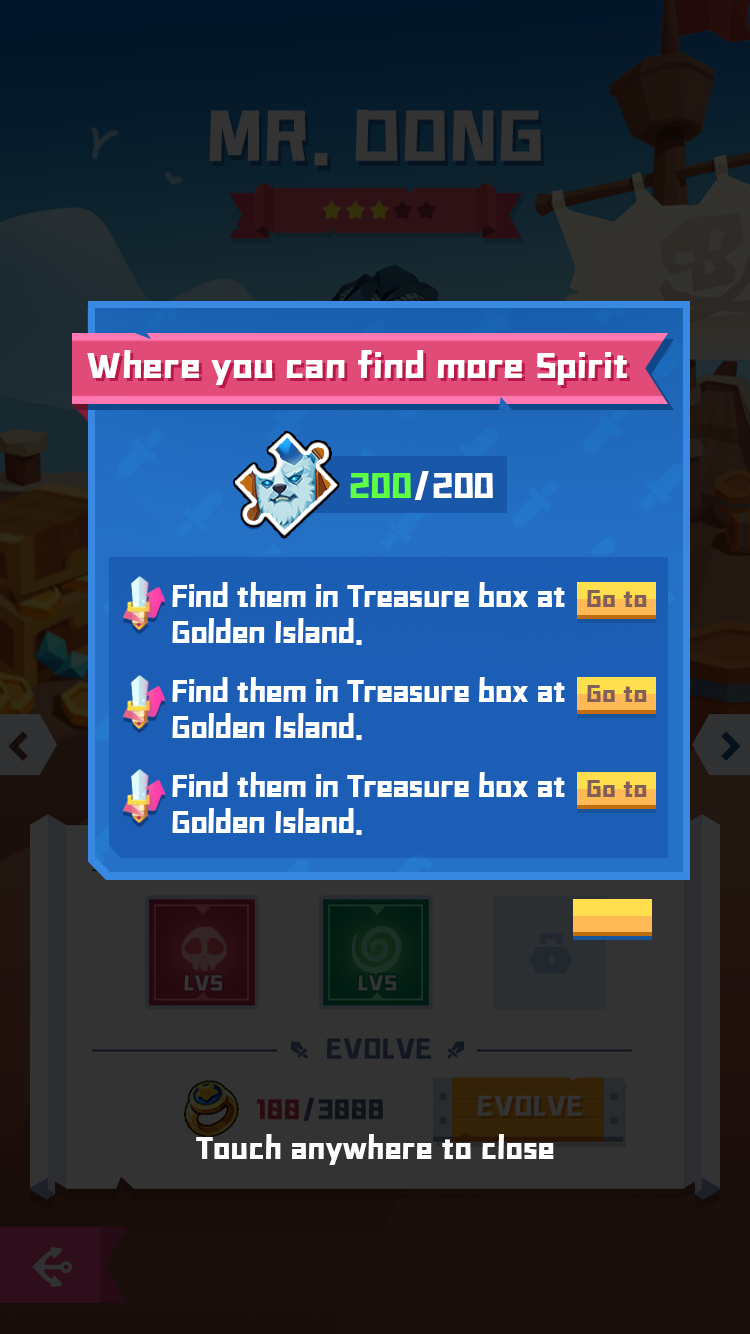 MR. DONG
Where you can find more Spirit
200/200
Find them in Treasure box at
Golden Island.
Go to
Find them in Treasure box at
Golden Island.
Go to
Find them in Treasure box at
Golden Island.
Go to
LV5
LV5
EVOLVE
188/3888
EVOLVE
Touch anywhere to close